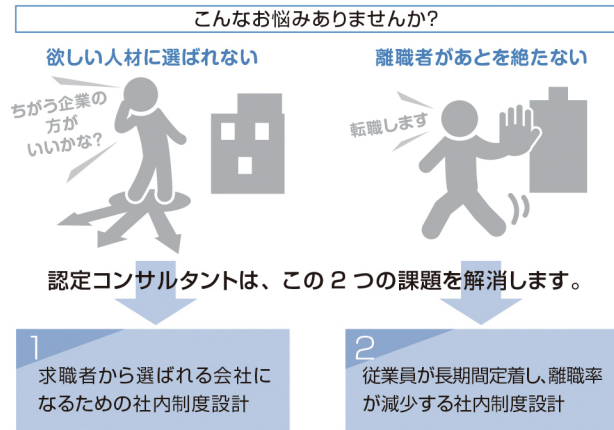 こんなお悩みありませんか?
欲しい人材に選ばれない
離職者があとを絶たない
ちがう企業の
方が
いいかな?
転職します
認定コンサルタントは、この2つの課題を解消します。
1
求職者から選ばれる会社に
なるための社内制度設計
2
従業員が長期間定着し、離職率
が減少する社内制度設計